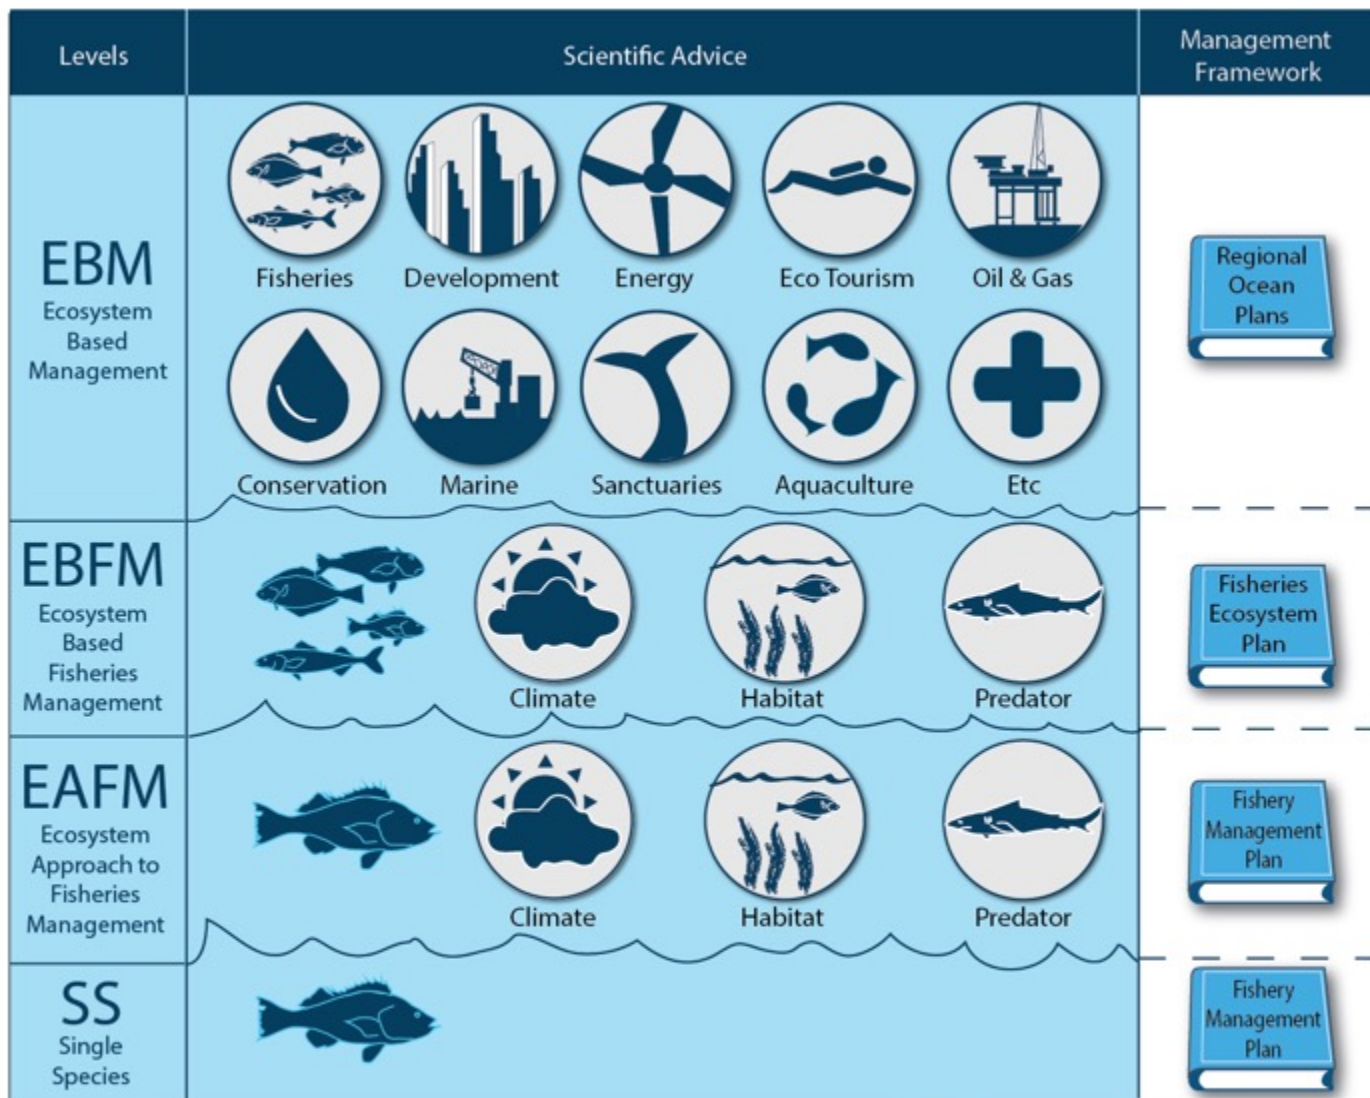 Levels
Scientific Advice
Management
Framework
EBM
Ecosystem
Based
Management
Fisheries
Development
Energy
Eco Tourism
Oil & Gas
Conservation
Marine
Sanctuaries
Aquaculture
Etc
Regional
Ocean
Plans
EBFM
Ecosystem
Based
Fisheries
Management
Climate
Habitat
Predator
Fisheries
Ecosystem
Plan
EAFM
Ecosystem
Approach to
Fisheries
Management
Climate
Habitat
Predator
Fishery
Management
Plan
SS
Single
Species
Fishery
Management
Plan